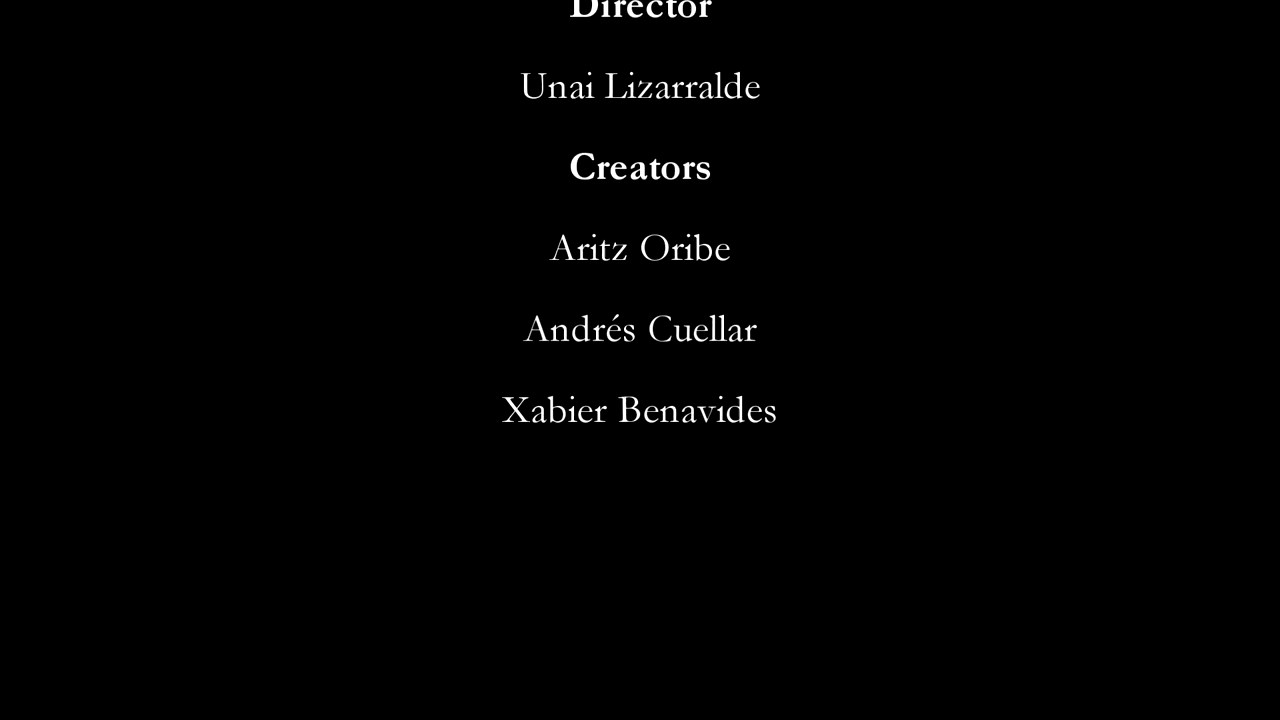 Director
Unai Lizarralde
Creators
Aritz Oribe
Andrés Cuellar
Xabier Benavides